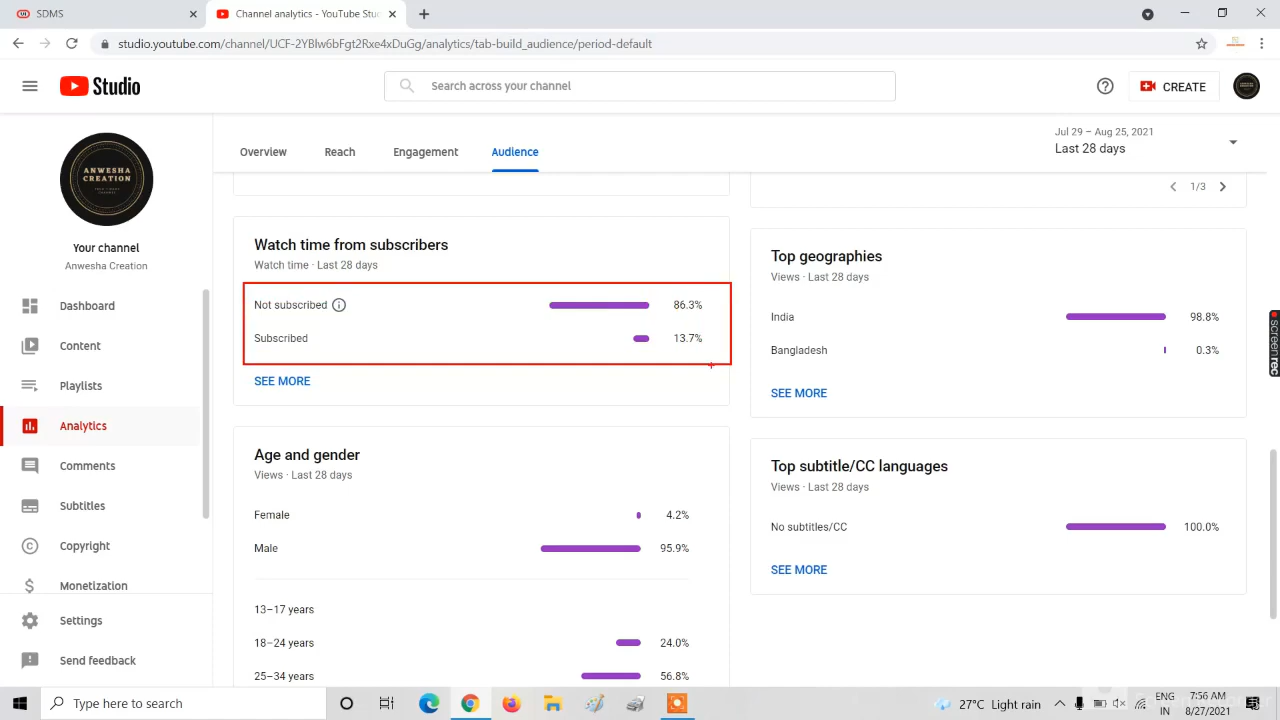 SDMS
Channel analytics - YouTube Stu
studio.youtube.com/channel/UCF-2YBlw6bFgt2Rxe4xDuGg/analytics/tab-build_audience/period-default
Studio
Search across your channel
CREATE
ANWESHA
CREATION
Your channel
Anwesha Creation
Dashboard
Content
Playlists
Analytics
Comments
Subtitles
Copyright
Monetization
Settings
Send feedback
Overview
Reach
Engagement
Audience
Jul 29 – Aug 25, 2021
Last 28 days
1/3
Watch time from subscribers
Watch time · Last 28 days
Not subscribed 86.3%
Subscribed 13.7%
SEE MORE
Age and gender
Views · Last 28 days
Female 4.2%
Male 95.9%
13–17 years
18–24 years 24.0%
25–34 years 56.8%
Top geographies
Views · Last 28 days
India 98.8%
Bangladesh 0.3%
SEE MORE
Top subtitle/CC languages
Views · Last 28 days
No subtitles/CC 100.0%
SEE MORE
screenrec
Type here to search
27°C Light rain
ENG
IN
7:56 AM
8/27/2021